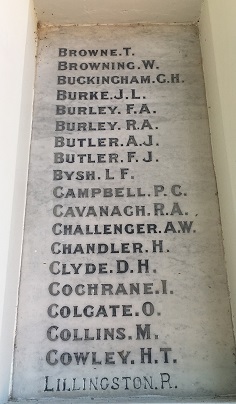 BROWNE.T.
BROWNING.W.
BUCKINGHAM.C.H.
BURKE.J.L.
BURLEY.F.A.
BURLEY.R.A.
BUTLER.A.J.
BUTLER.F.J.
BYSH.L F.
CAMPBELL.P.C.
CAVANAGH.R.A.
CHALLENGER.A.W.
CHANDLER.H.
CLYDE.D.H.
COCHRANE.I.
COLGATE.O.
COLLINS.M.
COWLEY.H.T.
LILLINGSTON.R.